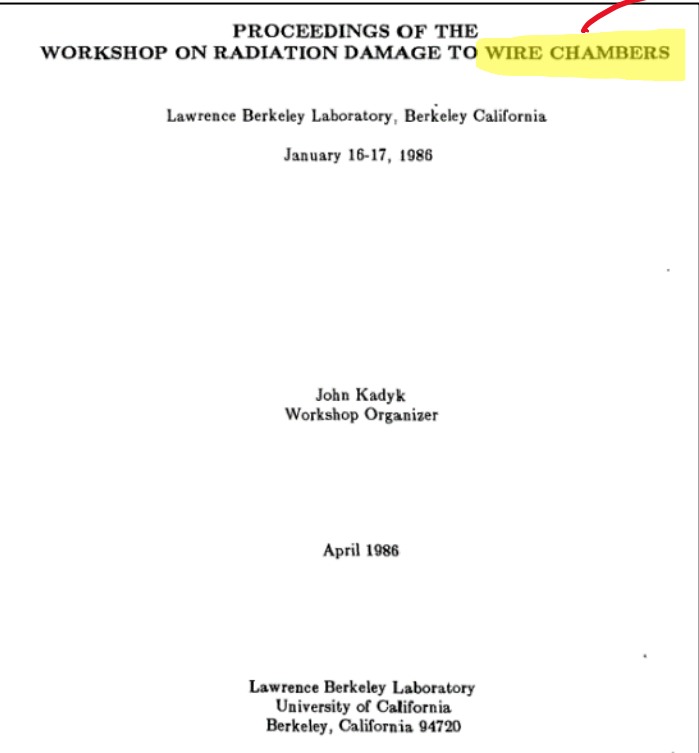 PROCEEDINGS OF THE
WORKSHOP ON RADIATION DAMAGE TO WIRE CHAMBERS
Lawrence Berkeley Laboratory, Berkeley California
January 16-17, 1986
John Kadyk
Workshop Organizer
April 1986
Lawrence Berkeley Laboratory
University of California
Berkeley, California 94720